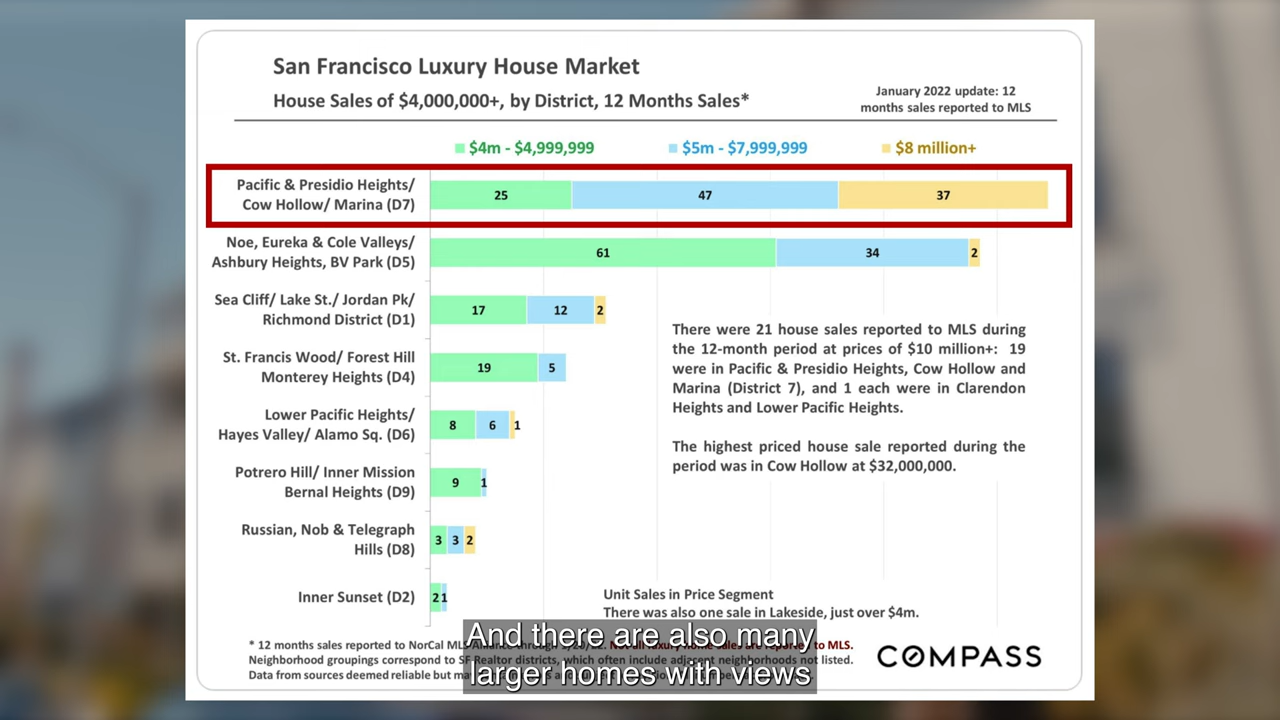 San Francisco Luxury House Market
House Sales of $4,000,000+, by District, 12 Months Sales*
January 2022 update: 12
months sales reported to MLS
$4m - $4,999,999
$5m - $7,999,999
$8 million+
Pacific & Presidio Heights/
Cow Hollow/ Marina (D7)
25 47 37
Noe, Eureka & Cole Valleys/
Ashbury Heights, BV Park (D5)
61 34 2
Sea Cliff/ Lake St./ Jordan Pk/
Richmond District (D1)
17 12 2
St. Francis Wood/ Forest Hill
Monterey Heights (D4)
19 5
Lower Pacific Heights/
Hayes Valley/ Alamo Sq. (D6)
8 6 1
Potrero Hill/ Inner Mission
Bernal Heights (D9)
9 1
Russian, Nob & Telegraph
Hills (D8)
3 3 2
Inner Sunset (D2)
2 1
There were 21 house sales reported to MLS during
the 12-month period at prices of $10 million+: 19
were in Pacific & Presidio Heights, Cow Hollow and
Marina (District 7), and 1 each were in Clarendon
Heights and Lower Pacific Heights.
The highest priced house sale reported during the
period was in Cow Hollow at $32,000,000.
Unit Sales in Price Segment
There was also one sale in Lakeside, just over $4m.
* 12 months sales reported to NorCal MLS to MLS.
Neighborhood groupings correspond to SF Realtor districts, which often include adjacent neighborhoods not listed.
Data from sources deemed reliable but
COMPASS
And there are also many
larger homes with views